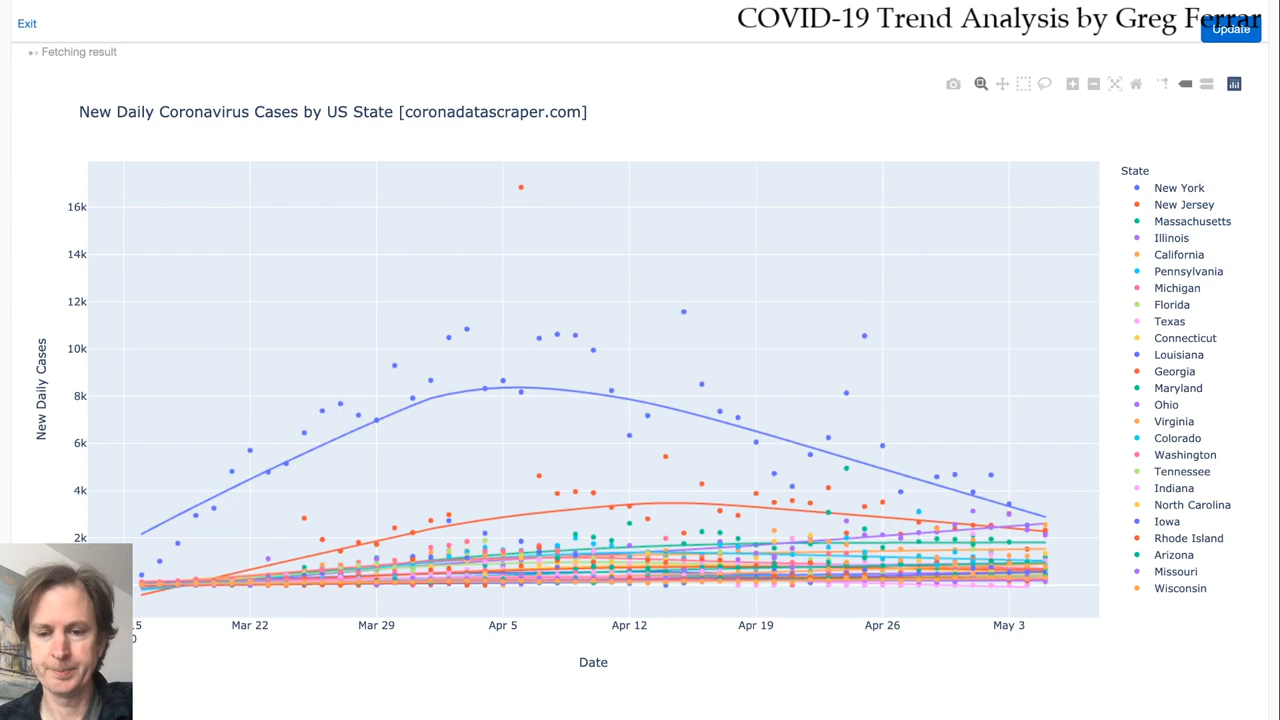 Exit
COVID-19 Trend Analysis by Greg Ferrar
Update
Fetching result
New Daily Coronavirus Cases by US State [coronadatascraper.com]
State
New York
New Jersey
Massachusetts
Illinois
California
Pennsylvania
Michigan
Florida
Texas
Connecticut
Louisiana
Georgia
Maryland
Ohio
Virginia
Colorado
Washington
Tennessee
Indiana
North Carolina
Iowa
Rhode Island
Arizona
Missouri
Wisconsin
16k
14k
12k
10k
8k
6k
4k
2k
New Daily Cases
Mar 22
Mar 29
Apr 5
Apr 12
Apr 19
Apr 26
May 3
Date